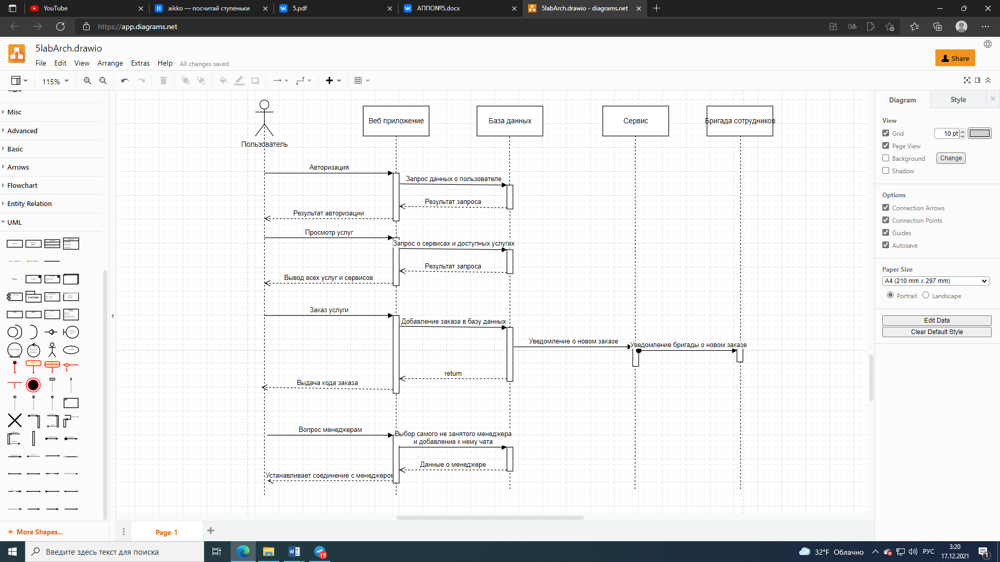 YouTube
aikko — посчитай ступеньки
5.pdf
АППО№5.docx
5labArch.drawio - diagrams.net
https://app.diagrams.net
5labArch.drawio
File Edit View Arrange Extras Help All changes saved
Share
115%
Misc
Advanced
Basic
Arrows
Flowchart
Entity Relation
UML
More Shapes...
Пользователь
Веб приложение
База данных
Сервис
Бригада сотрудников
Авторизация
Запрос данных о пользователе
Результат запроса
Результат авторизации
Просмотр услуг
Запрос о сервисах и доступных услугах
Результат запроса
Вывод всех услуг и сервисов
Заказ услуги
Добавление заказа в базу данных
Уведомление о новом заказе
Уведомление бригады о новом заказе
return
Выдача кода заказа
Вопрос менеджерам
Выбор самого не занятого менеджера
и добавление к нему чата
Данные о менеджере
Устанавливает соединение с менеджером
Page-1
Diagram
Style
View
Grid
10 pt
Page View
Background
Change
Shadow
Options
Connection Arrows
Connection Points
Guides
Autosave
Paper Size
A4 (210 mm x 297 mm)
Portrait
Landscape
Edit Data
Clear Default Style
Введите здесь текст для поиска
18
32°F Облачно
РУС
3:20
17.12.2021
1